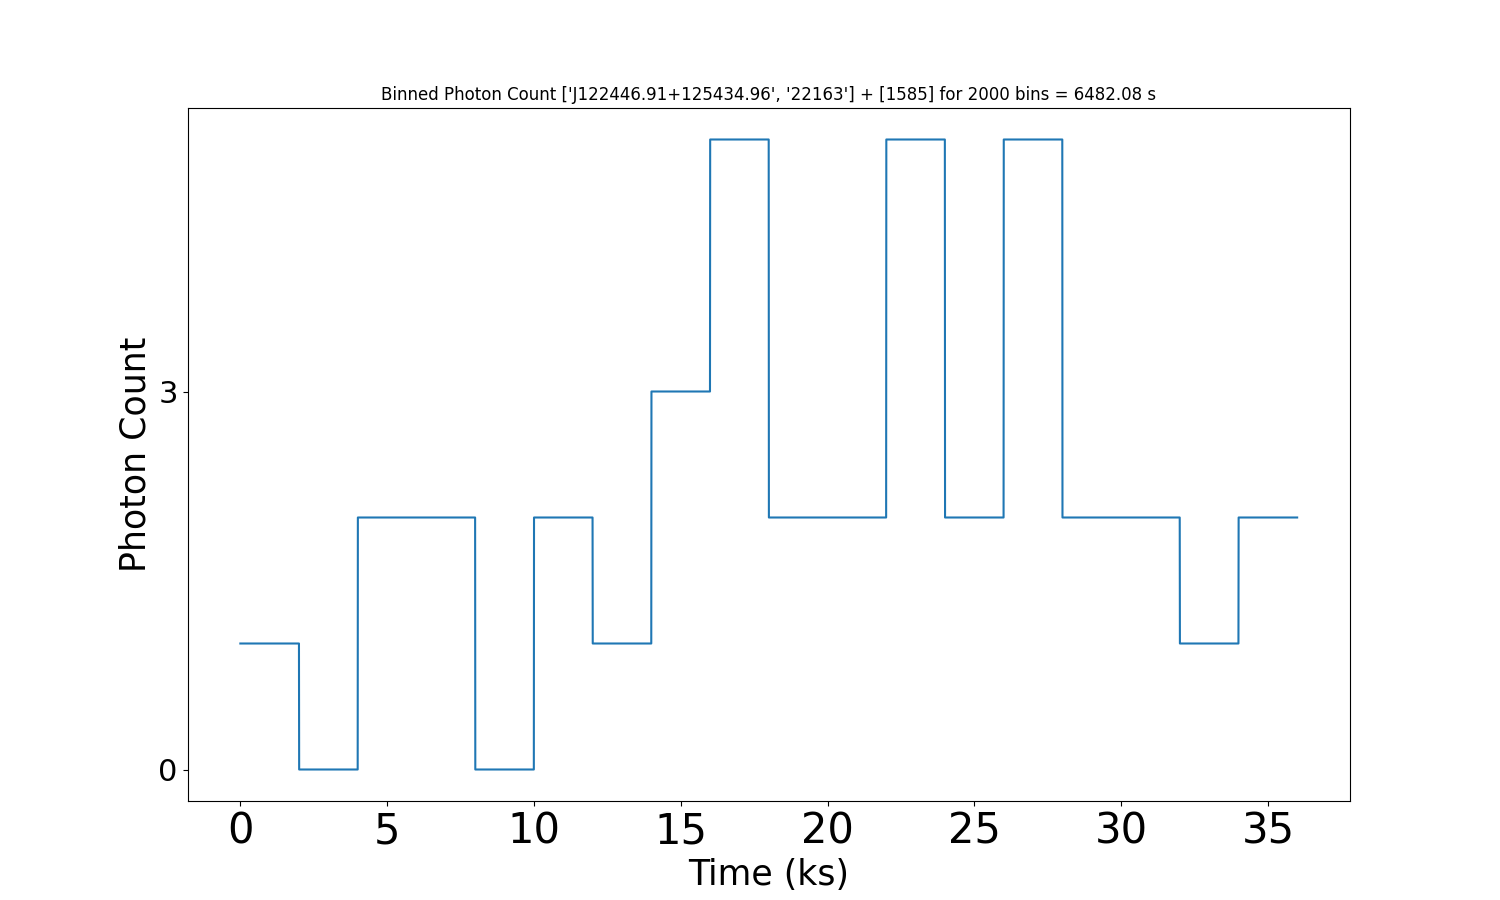 Binned Photon Count ['J122446.91+125434.96', '22163'] + [1585] for 2000 bins = 6482.08 s
Photon Count
3
0
0 5 10 15 20 25 30 35
Time (ks)